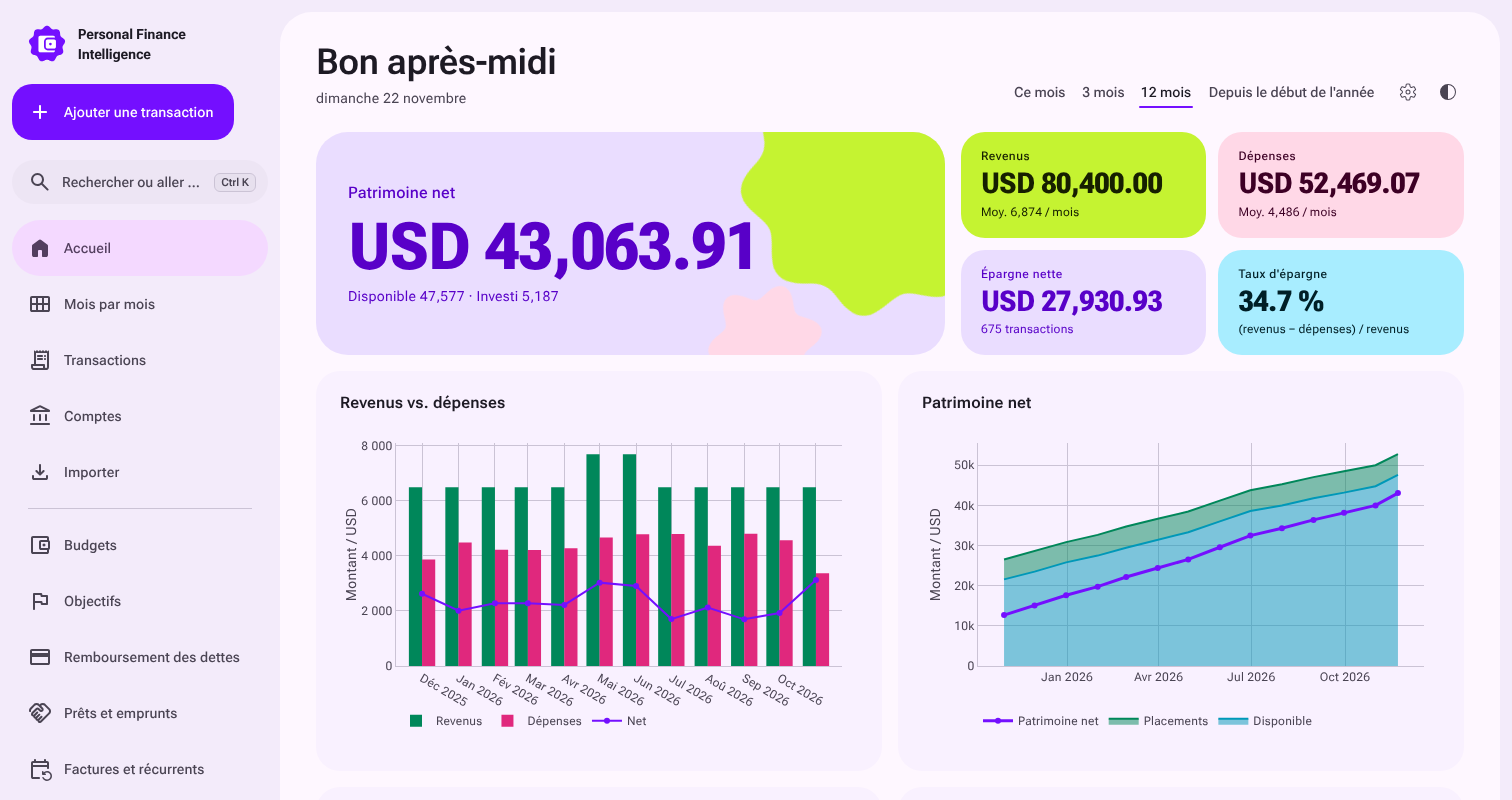 Personal Finance
Intelligence
Ajouter une transaction
Rechercher ou aller ...
Ctrl K
Accueil
Mois par mois
Transactions
Comptes
Importer
Budgets
Objectifs
Remboursement des dettes
Prêts et emprunts
Factures et récurrents
Bon après-midi
dimanche 22 novembre
Ce mois
3 mois
12 mois
Depuis le début de l'année
Patrimoine net
USD 43,063.91
Disponible 47,577 · Investi 5,187
Revenus
USD 80,400.00
Moy. 6,874 / mois
Dépenses
USD 52,469.07
Moy. 4,486 / mois
Épargne nette
USD 27,930.93
675 transactions
Taux d'épargne
34.7 %
(revenus − dépenses) / revenus
Revenus vs. dépenses
Montant / USD
8 000
6 000
4 000
2 000
0
Déc 2025
Jan 2026
Fév 2026
Mar 2026
Avr 2026
Mai 2026
Jun 2026
Jul 2026
Aoû 2026
Sep 2026
Oct 2026
Revenus
Dépenses
Net
Patrimoine net
Montant / USD
50k
40k
30k
20k
10k
0
Jan 2026
Avr 2026
Jul 2026
Oct 2026
Patrimoine net
Placements
Disponible